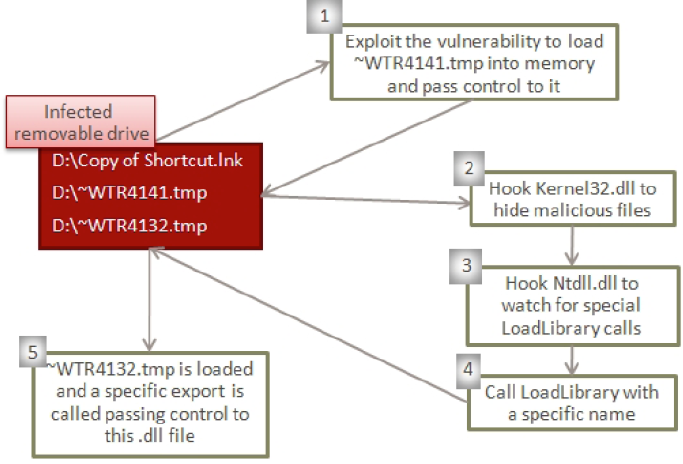 1
Exploit the vulnerability to load
~WTR4141.tmp into memory
and pass control to it
Infected
removable drive
D:\Copy of Shortcut.lnk
D:\~WTR4141.tmp
D:\~WTR4132.tmp
2
Hook Kernel32.dll to
hide malicious files
3
Hook Ntdll.dll to
watch for special
LoadLibrary calls
4
Call LoadLibrary with
a specific name
5
~WTR4132.tmp is loaded
and a specific export is
called passing control to
this .dll file